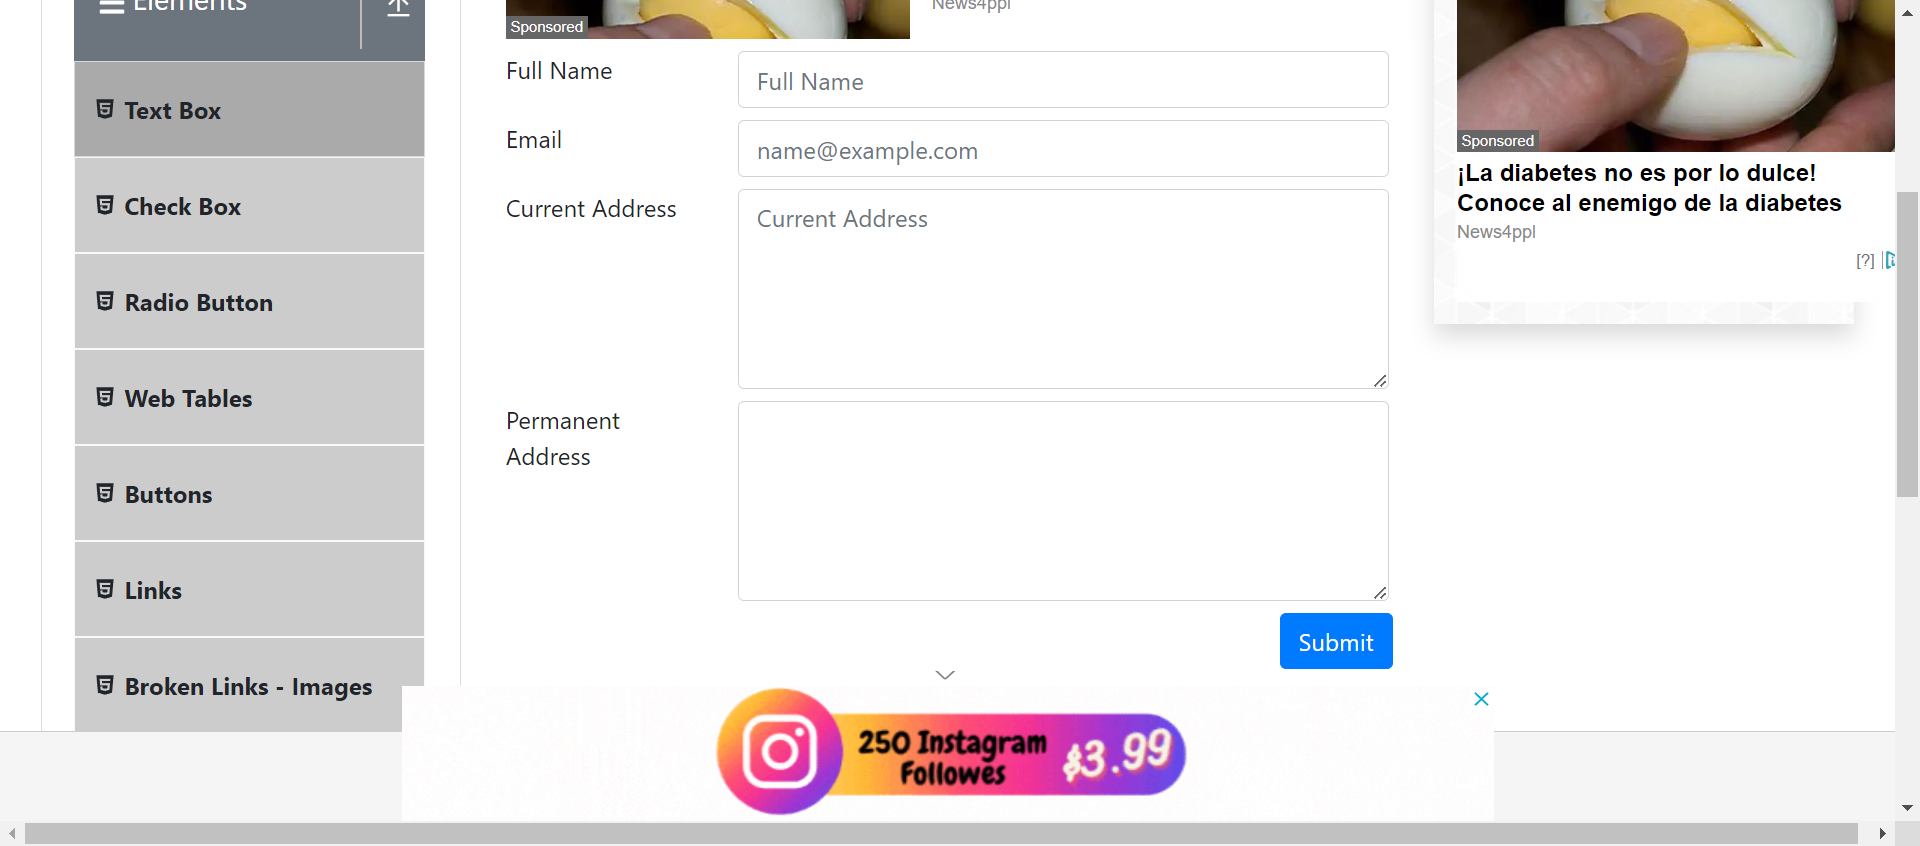 Elements
News4ppl
Sponsored
Full Name
Full Name
Email
name@example.com
Current Address
Current Address
Permanent
Address
Submit
Text Box
Check Box
Radio Button
Web Tables
Buttons
Links
Broken Links - Images
Sponsored
¡La diabetes no es por lo dulce!
Conoce al enemigo de la diabetes
News4ppl
[?]
250 Instagram
Followes
$3.99